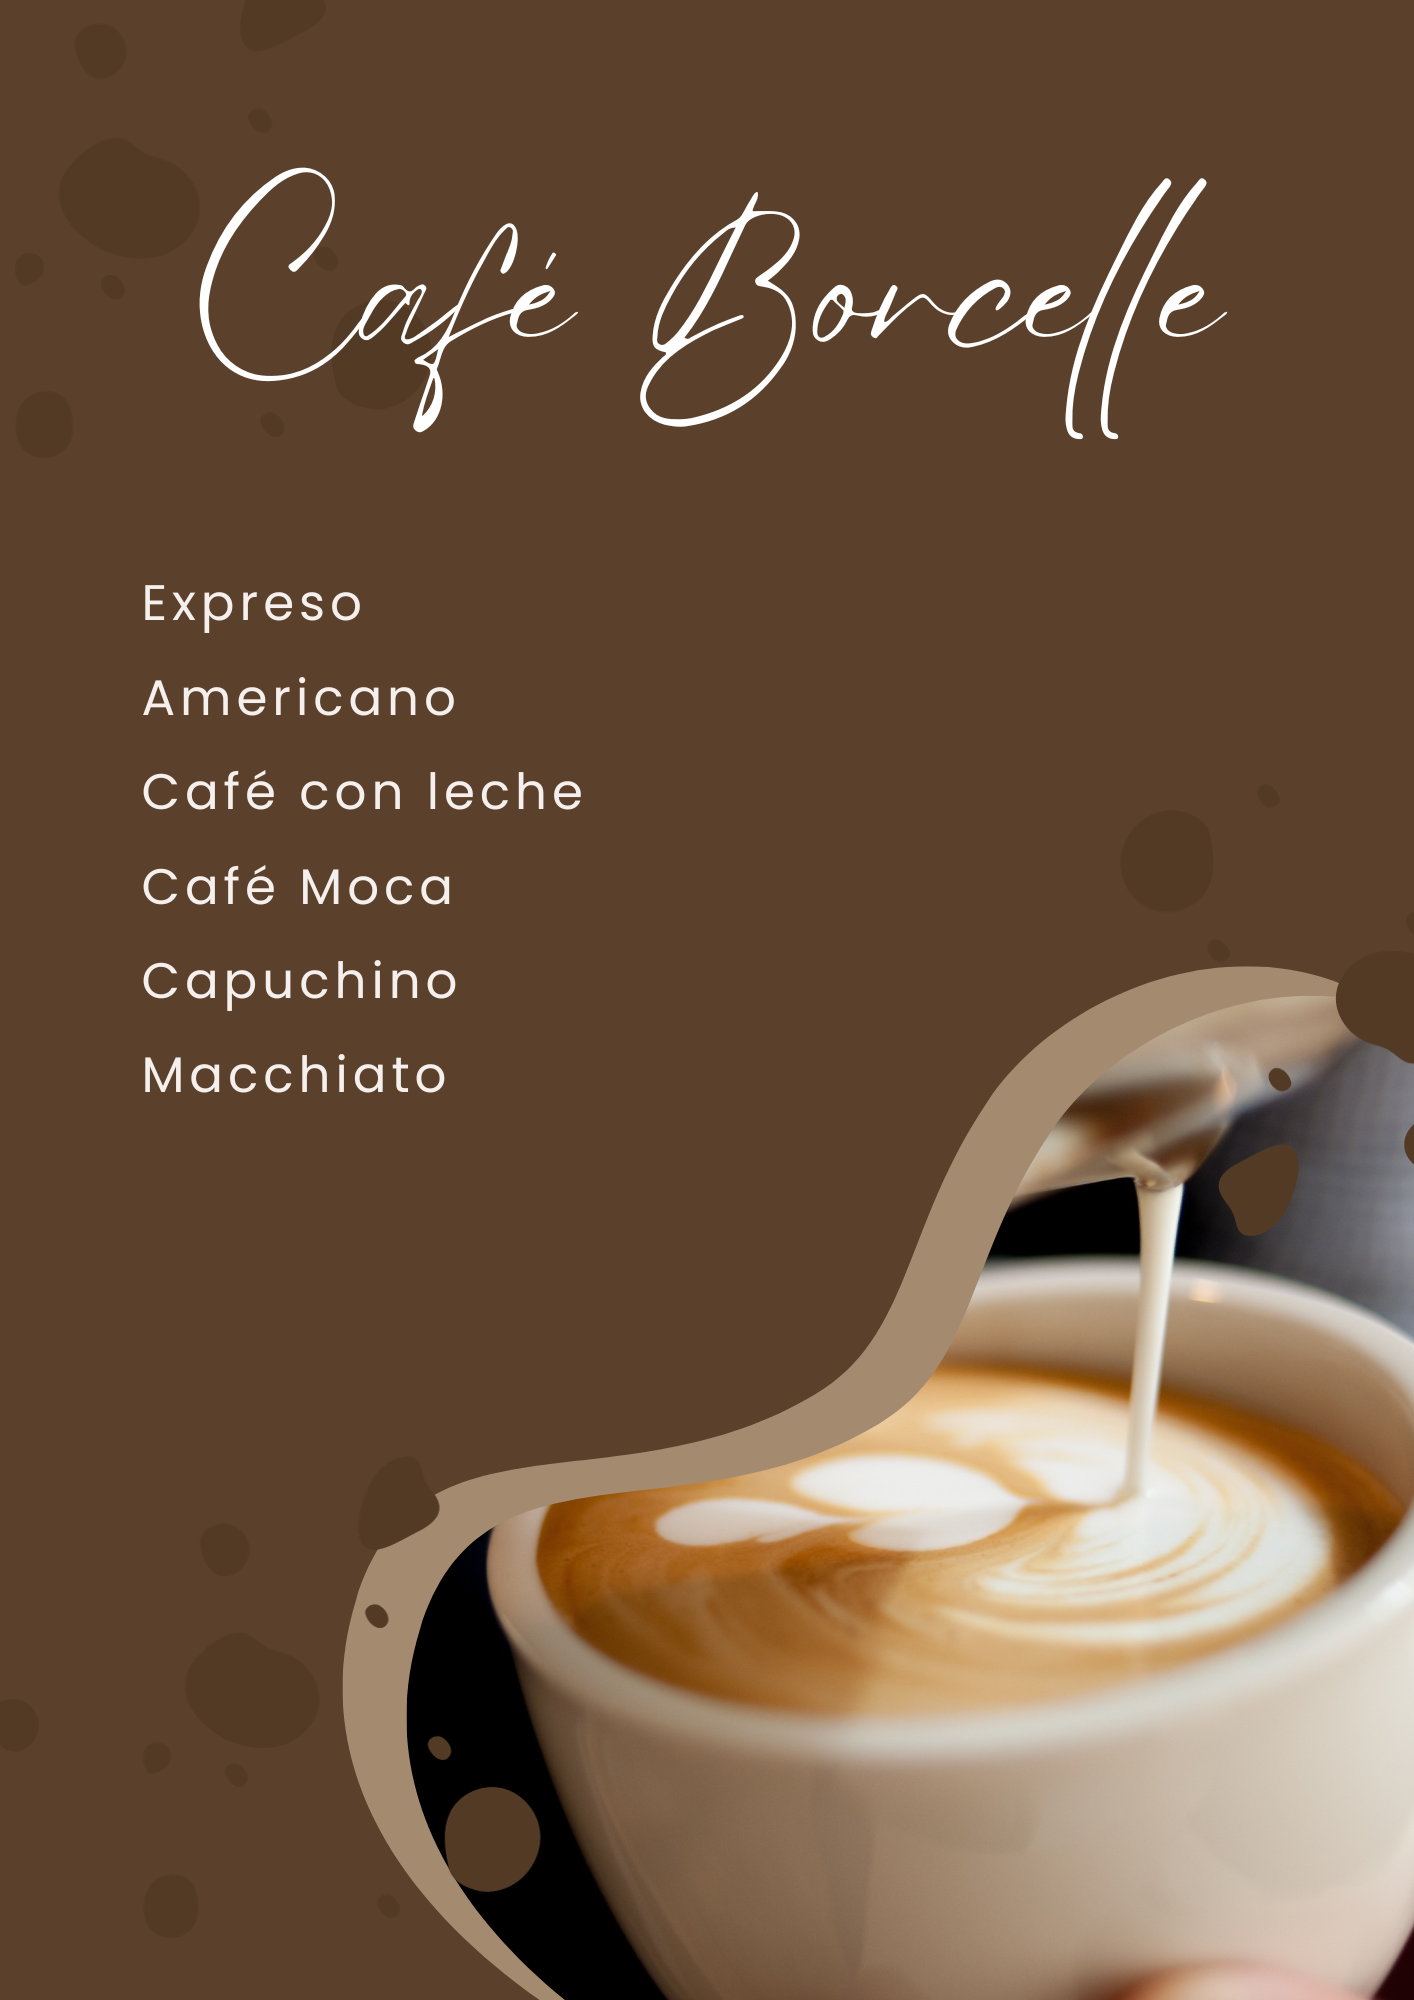 Café Borcelle
Expreso
Americano
Café con leche
Café Moca
Capuchino
Macchiato